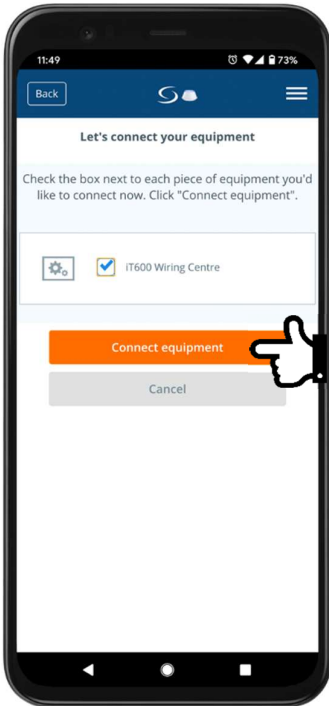 11:49
73%
Back
Let's connect your equipment
Check the box next to each piece of equipment you'd
like to connect now. Click "Connect equipment".
iT600 Wiring Centre
Connect equipment
Cancel